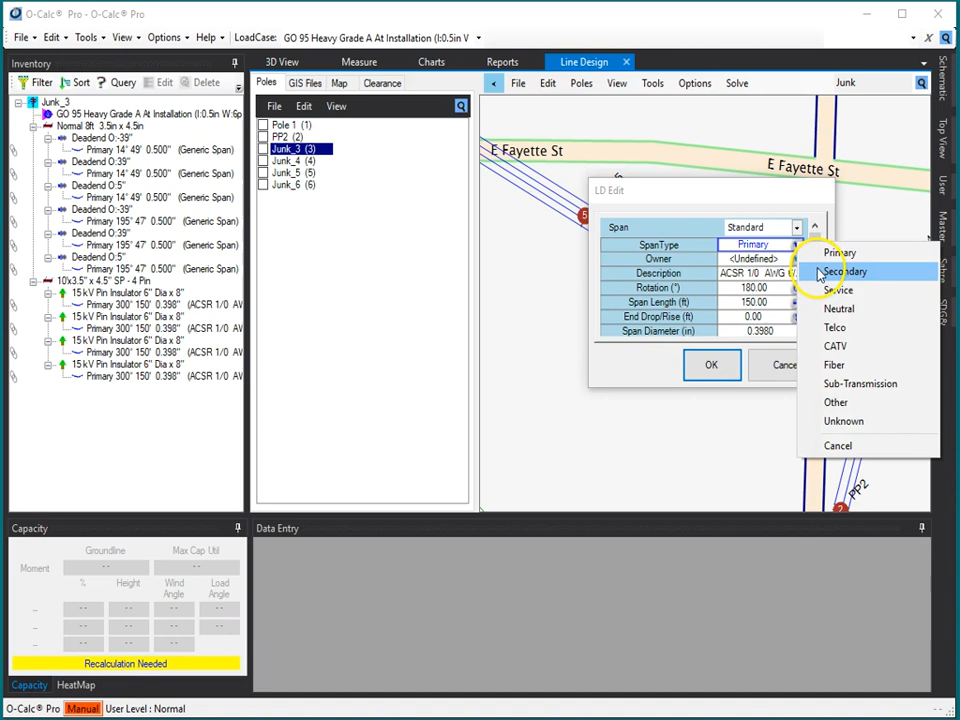 O-Calc® Pro - O-Calc® Pro
File Edit Tools View Options Help LoadCase: GO 95 Heavy Grade A At Installation (I:0.5in V
Inventory
3D View Measure Charts Reports Line Design
Filter Sort Query Edit Delete
Poles GIS Files Map Clearance
File Edit View Poles Tools Options Solve Junk
File Edit View
Junk_3
GO 95 Heavy Grade A At Installation (I:0.5in W:6p
Normal 8ft 3.5in x 4.5in
Deadend O:-39"
Primary 14' 49' 0.500" (Generic Span)
Deadend O:39"
Primary 14' 49' 0.500" (Generic Span)
Deadend O:5"
Primary 14' 49' 0.500" (Generic Span)
Deadend O:-39"
Primary 195' 47' 0.500" (Generic Span)
Deadend O:39"
Primary 195' 47' 0.500" (Generic Span)
Deadend O:5"
Primary 195' 47' 0.500" (Generic Span)
10x3.5" x 4.5" SP - 4 Pin
15 kV Pin Insulator 6" Dia x 8"
Primary 300' 150' 0.398" (ACSR 1/0 AW
15 kV Pin Insulator 6" Dia x 8"
Primary 300' 150' 0.398" (ACSR 1/0 AW
15 kV Pin Insulator 6" Dia x 8"
Primary 300' 150' 0.398" (ACSR 1/0 AW
15 kV Pin Insulator 6" Dia x 8"
Primary 300' 150' 0.398" (ACSR 1/0 AW
Pole 1 (1)
PP2 (2)
Junk_3 (3)
Junk_4 (4)
Junk_5 (5)
Junk_6 (6)
E Fayette St
E Fayette St
5
PP2
2
LD Edit
Span Standard
SpanType Primary
Owner <Undefined>
Description ACSR 1/0 AWG 6/
Rotation (°) 180.00
Span Length (ft) 150.00
End Drop/Rise (ft) 0.00
Span Diameter (in) 0.3980
OK Cance
Primary
Secondary
Service
Neutral
Telco
CATV
Fiber
Sub-Transmission
Other
Unknown
Cancel
Schematic
Top View
User
Master
Capacity
Groundline Max Cap Util
Moment -- --
% Height Wind Angle Load Angle
-- -- -- -- --
-- -- -- -- --
-- -- -- --
Recalculation Needed
Capacity HeatMap
Data Entry
O-Calc® Pro Manual User Level : Normal